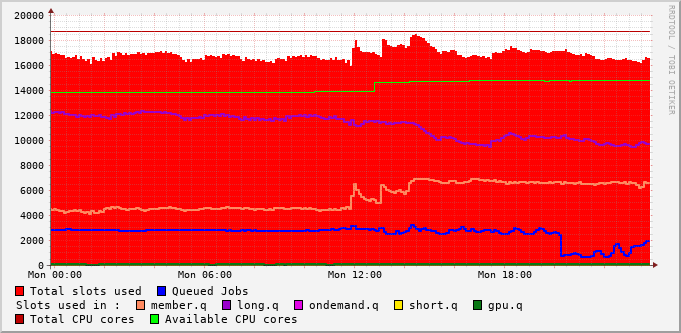 20000
18000
16000
14000
12000
10000
8000
6000
4000
2000
0
Mon 00:00 Mon 06:00 Mon 12:00 Mon 18:00
Total slots used Queued Jobs
Slots used in : member.q long.q ondemand.q short.q gpu.q
Total CPU cores Available CPU cores
RRDTOOL / TOBI OETIKER